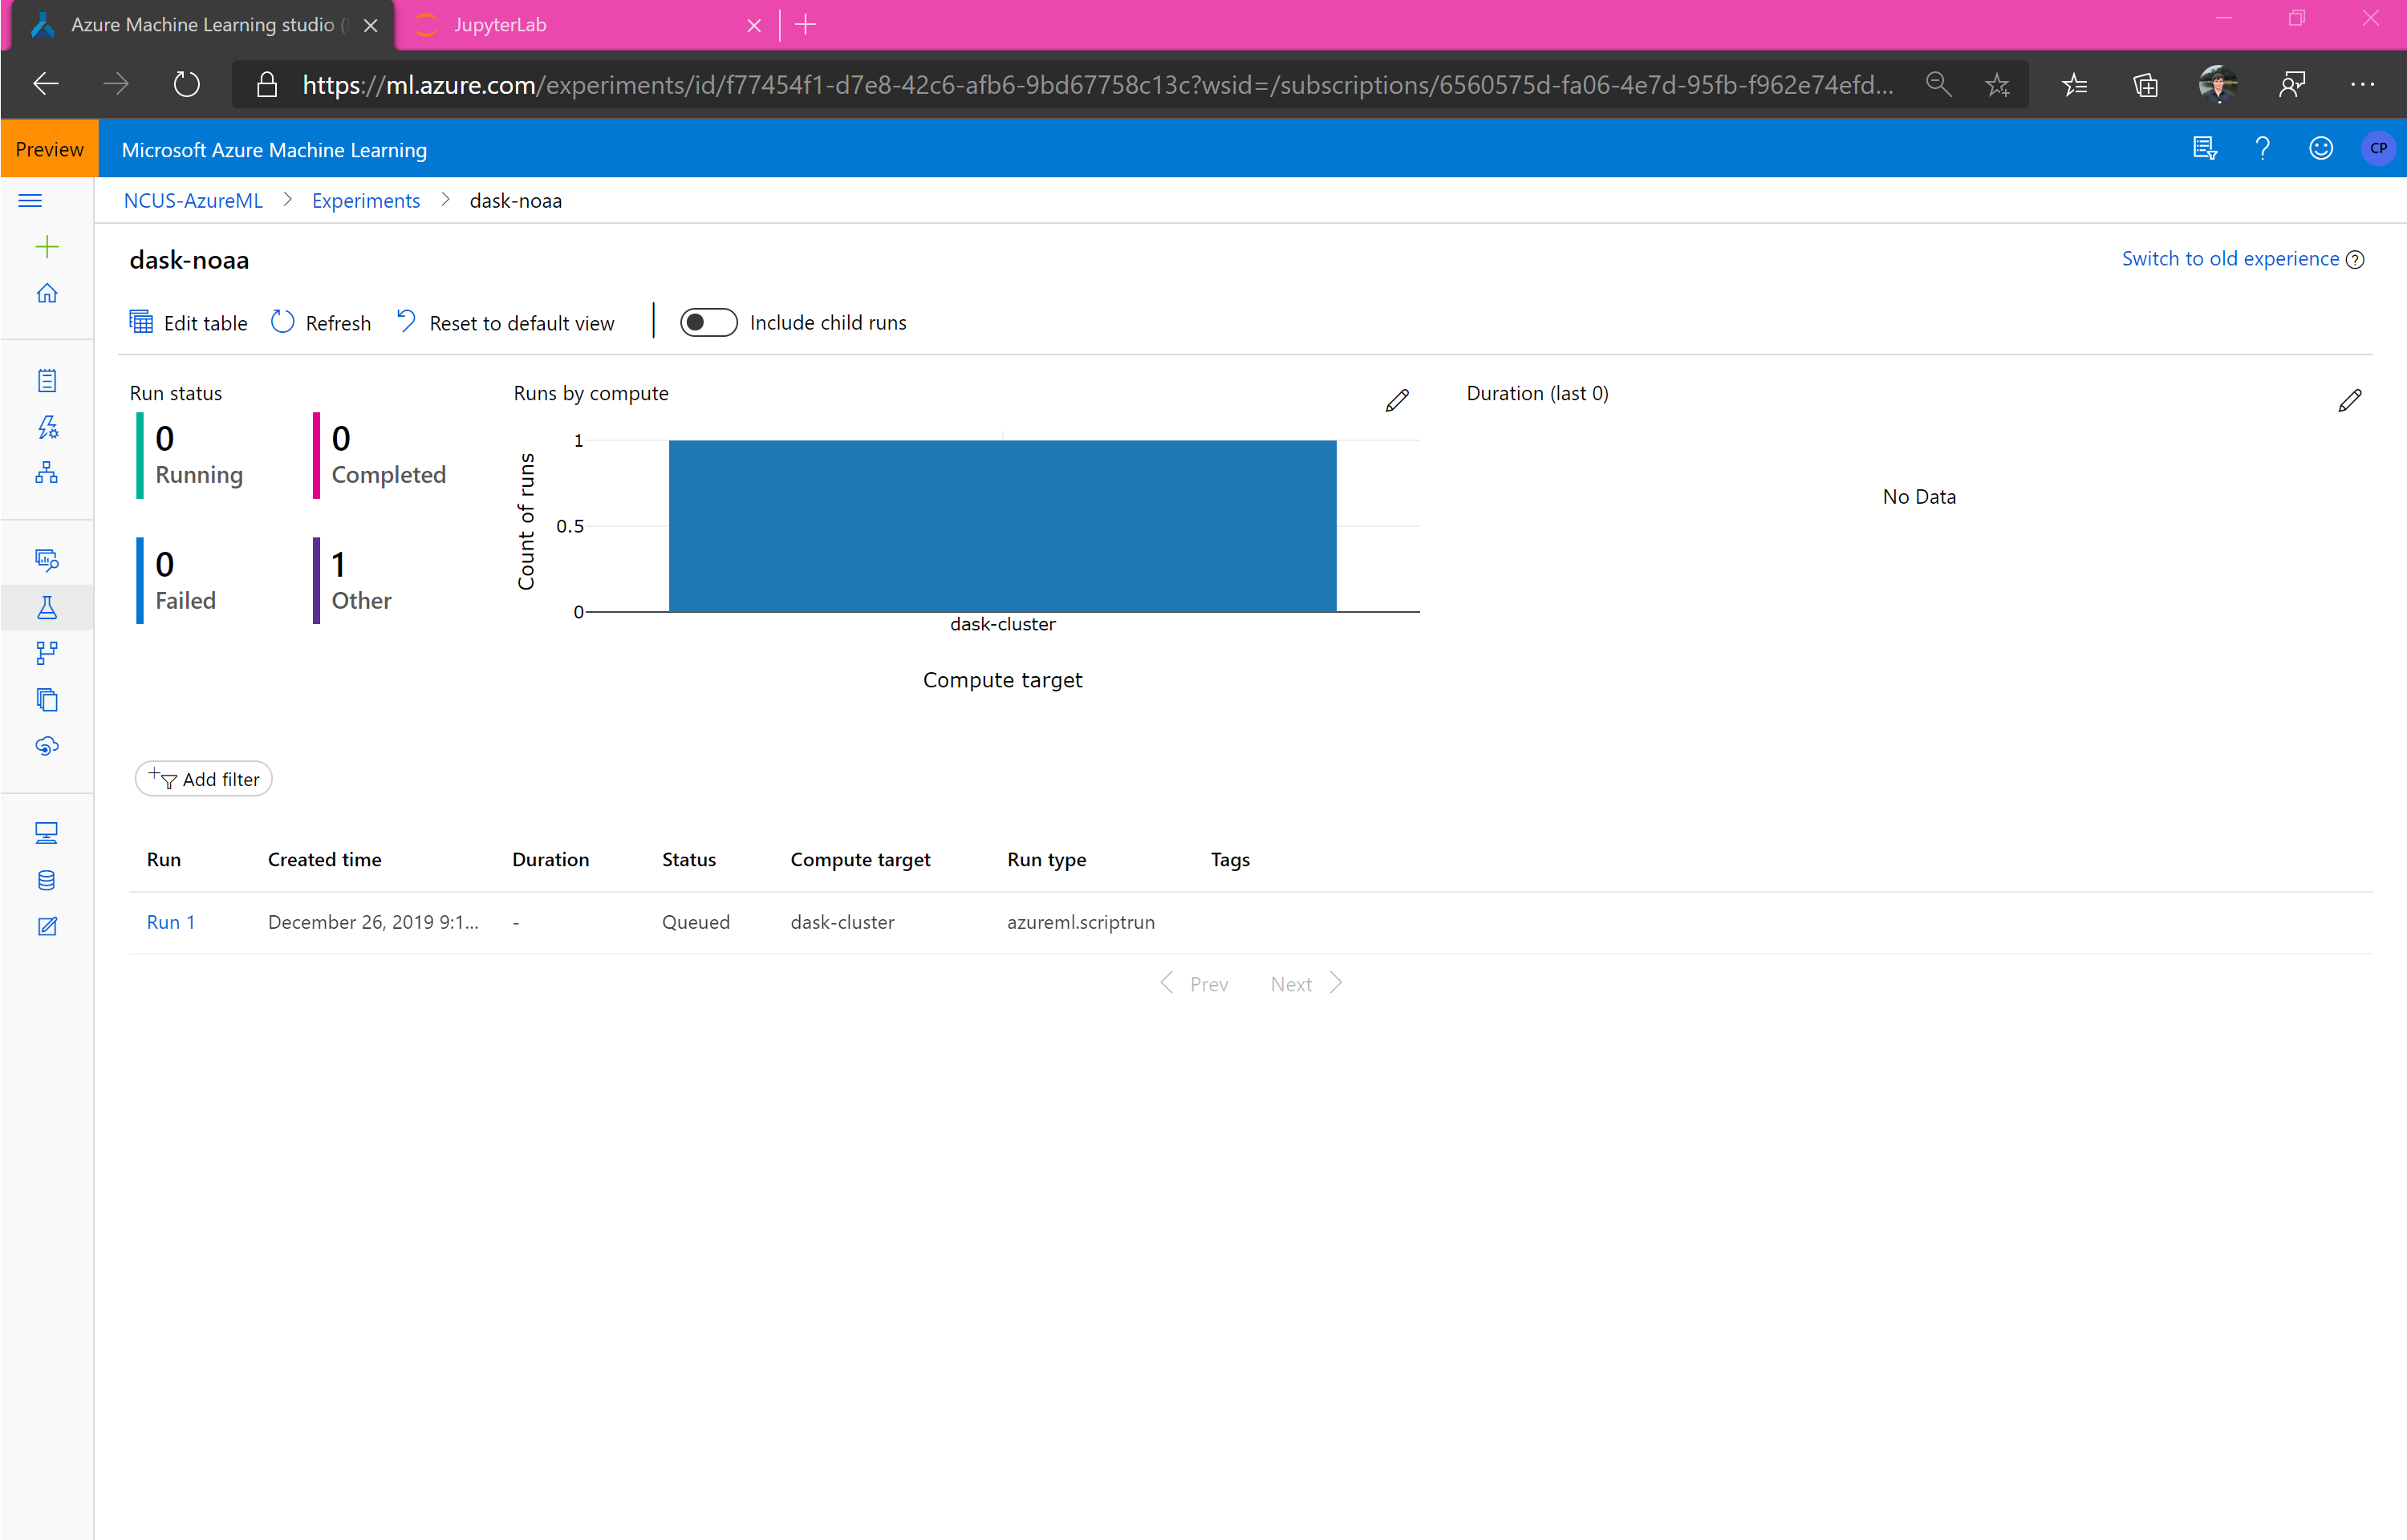 Azure Machine Learning studio (
JupyterLab
https://ml.azure.com/experiments/id/f77454f1-d7e8-42c6-afb6-9bd67758c13c?wsid=/subscriptions/6560575d-fa06-4e7d-95fb-f962e74efd...
Preview
Microsoft Azure Machine Learning
CP
NCUS-AzureML > Experiments > dask-noaa
dask-noaa
Switch to old experience ?
Edit table
Refresh
Reset to default view
Include child runs
Run status
0
Running
0
Completed
0
Failed
1
Other
Runs by compute
Count of runs
1
0.5
0
dask-cluster
Compute target
Duration (last 0)
No Data
Add filter
Run Created time Duration Status Compute target Run type Tags
Run 1 December 26, 2019 9:1... - Queued dask-cluster azureml.scriptrun
Prev Next